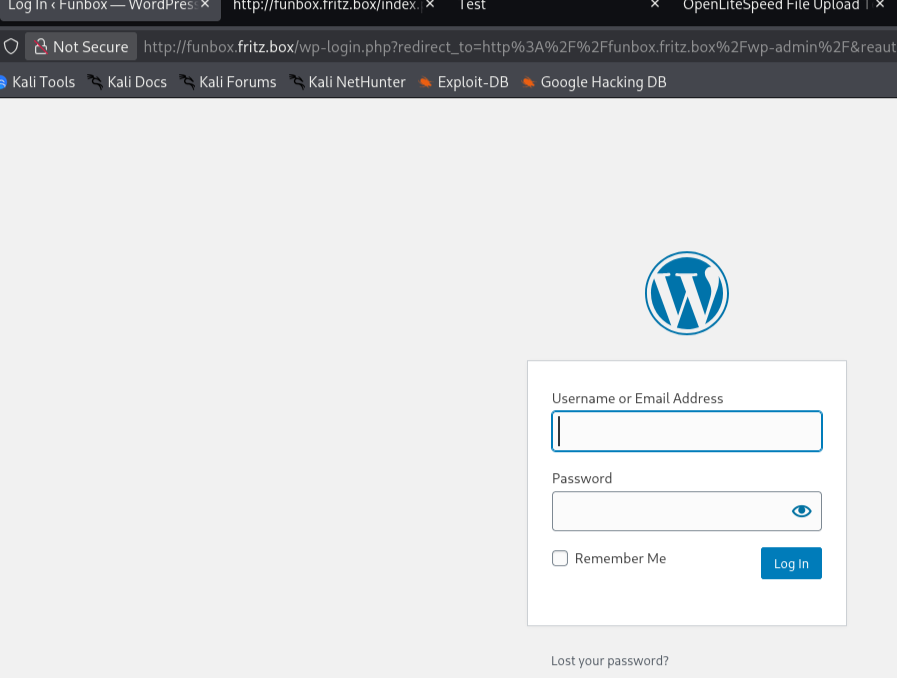 Log In ‹ Funbox — WordPress
http://funbox.fritz.box/index.
Test
OpenLiteSpeed File Upload
Not Secure
http://funbox.fritz.box/wp-login.php?redirect_to=http%3A%2F%2Ffunbox.fritz.box%2Fwp-admin%2F&reaut
Kali Tools Kali Docs Kali Forums Kali NetHunter Exploit-DB Google Hacking DB
Username or Email Address
Password
Remember Me
Log In
Lost your password?